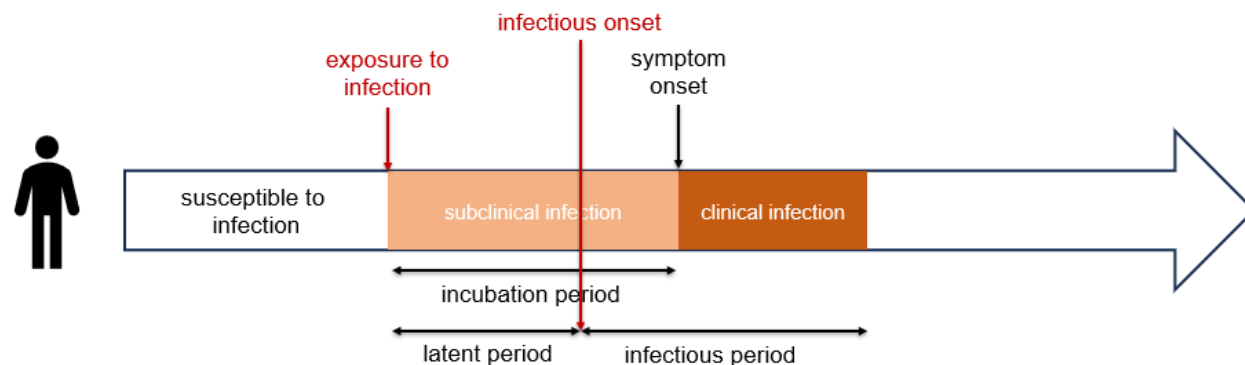 infectious onset
exposure to
infection
symptom
onset
susceptible to
infection
subclinical infection
clinical infection
incubation period
latent period
infectious period